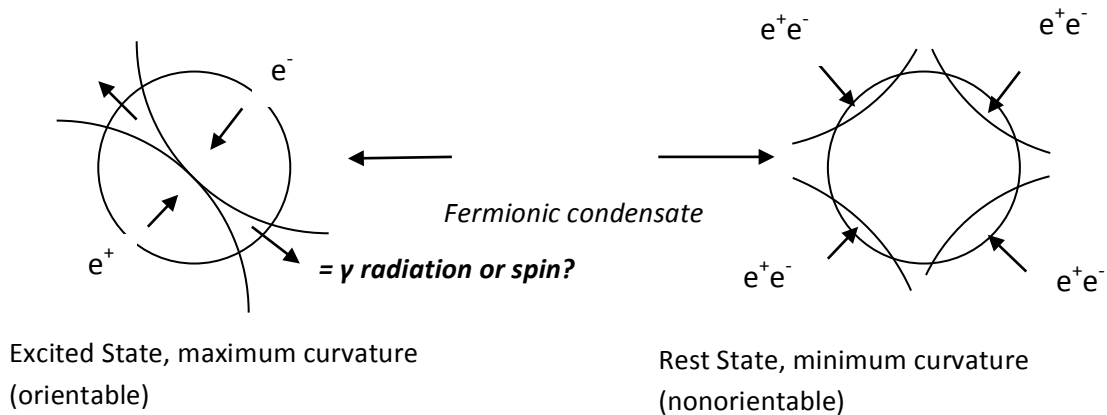 e⁻
e⁺
e⁺e⁻
e⁺e⁻
Fermionic condensate
= γ radiation or spin?
e⁺e⁻
e⁺e⁻
Excited State, maximum curvature
(orientable)
Rest State, minimum curvature
(nonorientable)